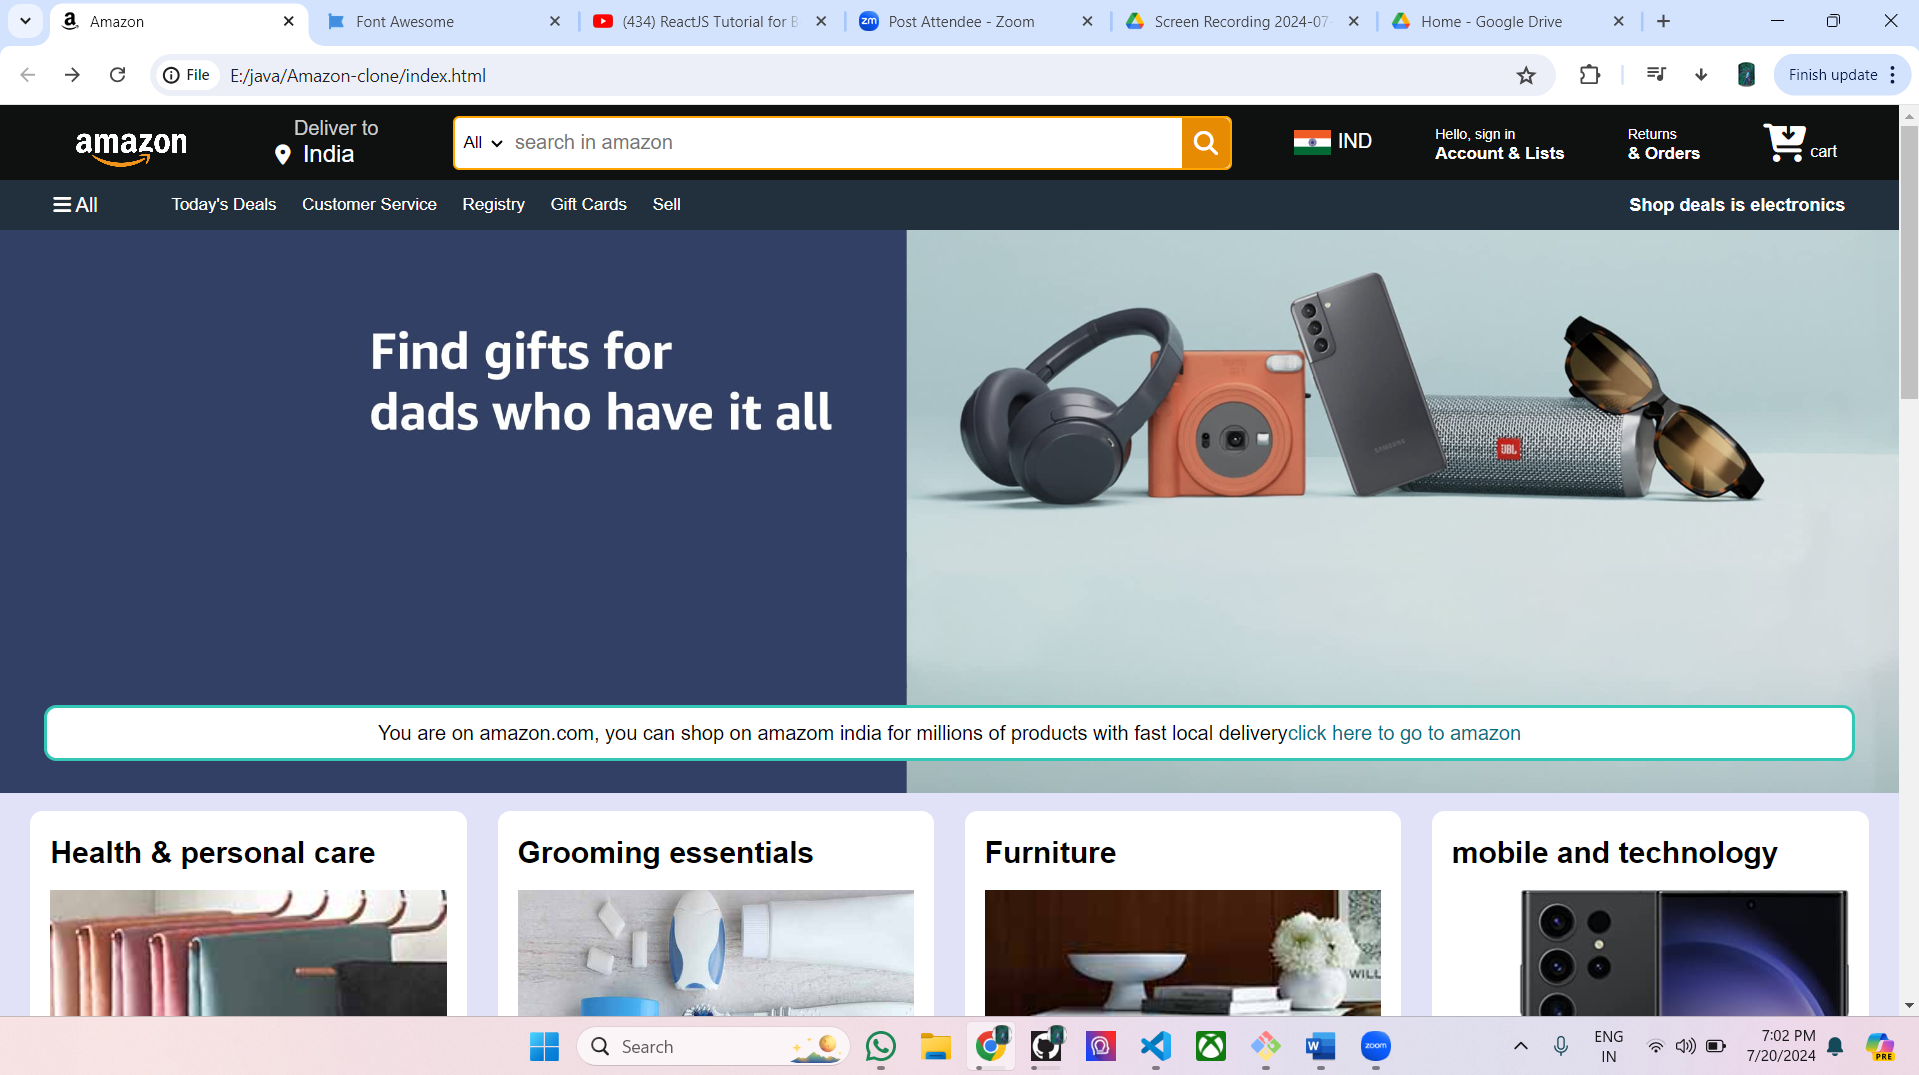 Amazon
Font Awesome
(434) ReactJS Tutorial for B
Post Attendee - Zoom
Screen Recording 2024-07-
Home - Google Drive
File
E:/java/Amazon-clone/index.html
Finish update
amazon
Deliver to
India
All
search in amazon
IND
Hello, sign in
Account & Lists
Returns
& Orders
cart
All
Today's Deals
Customer Service
Registry
Gift Cards
Sell
Shop deals is electronics
Find gifts for
dads who have it all
SAMSUNG
JBL
You are on amazon.com, you can shop on amazom india for millions of products with fast local deliveryclick here to go to amazon
Health & personal care
Grooming essentials
Furniture
mobile and technology
WILL
Search
zoom
ENG
IN
7:02 PM
7/20/2024
PRE